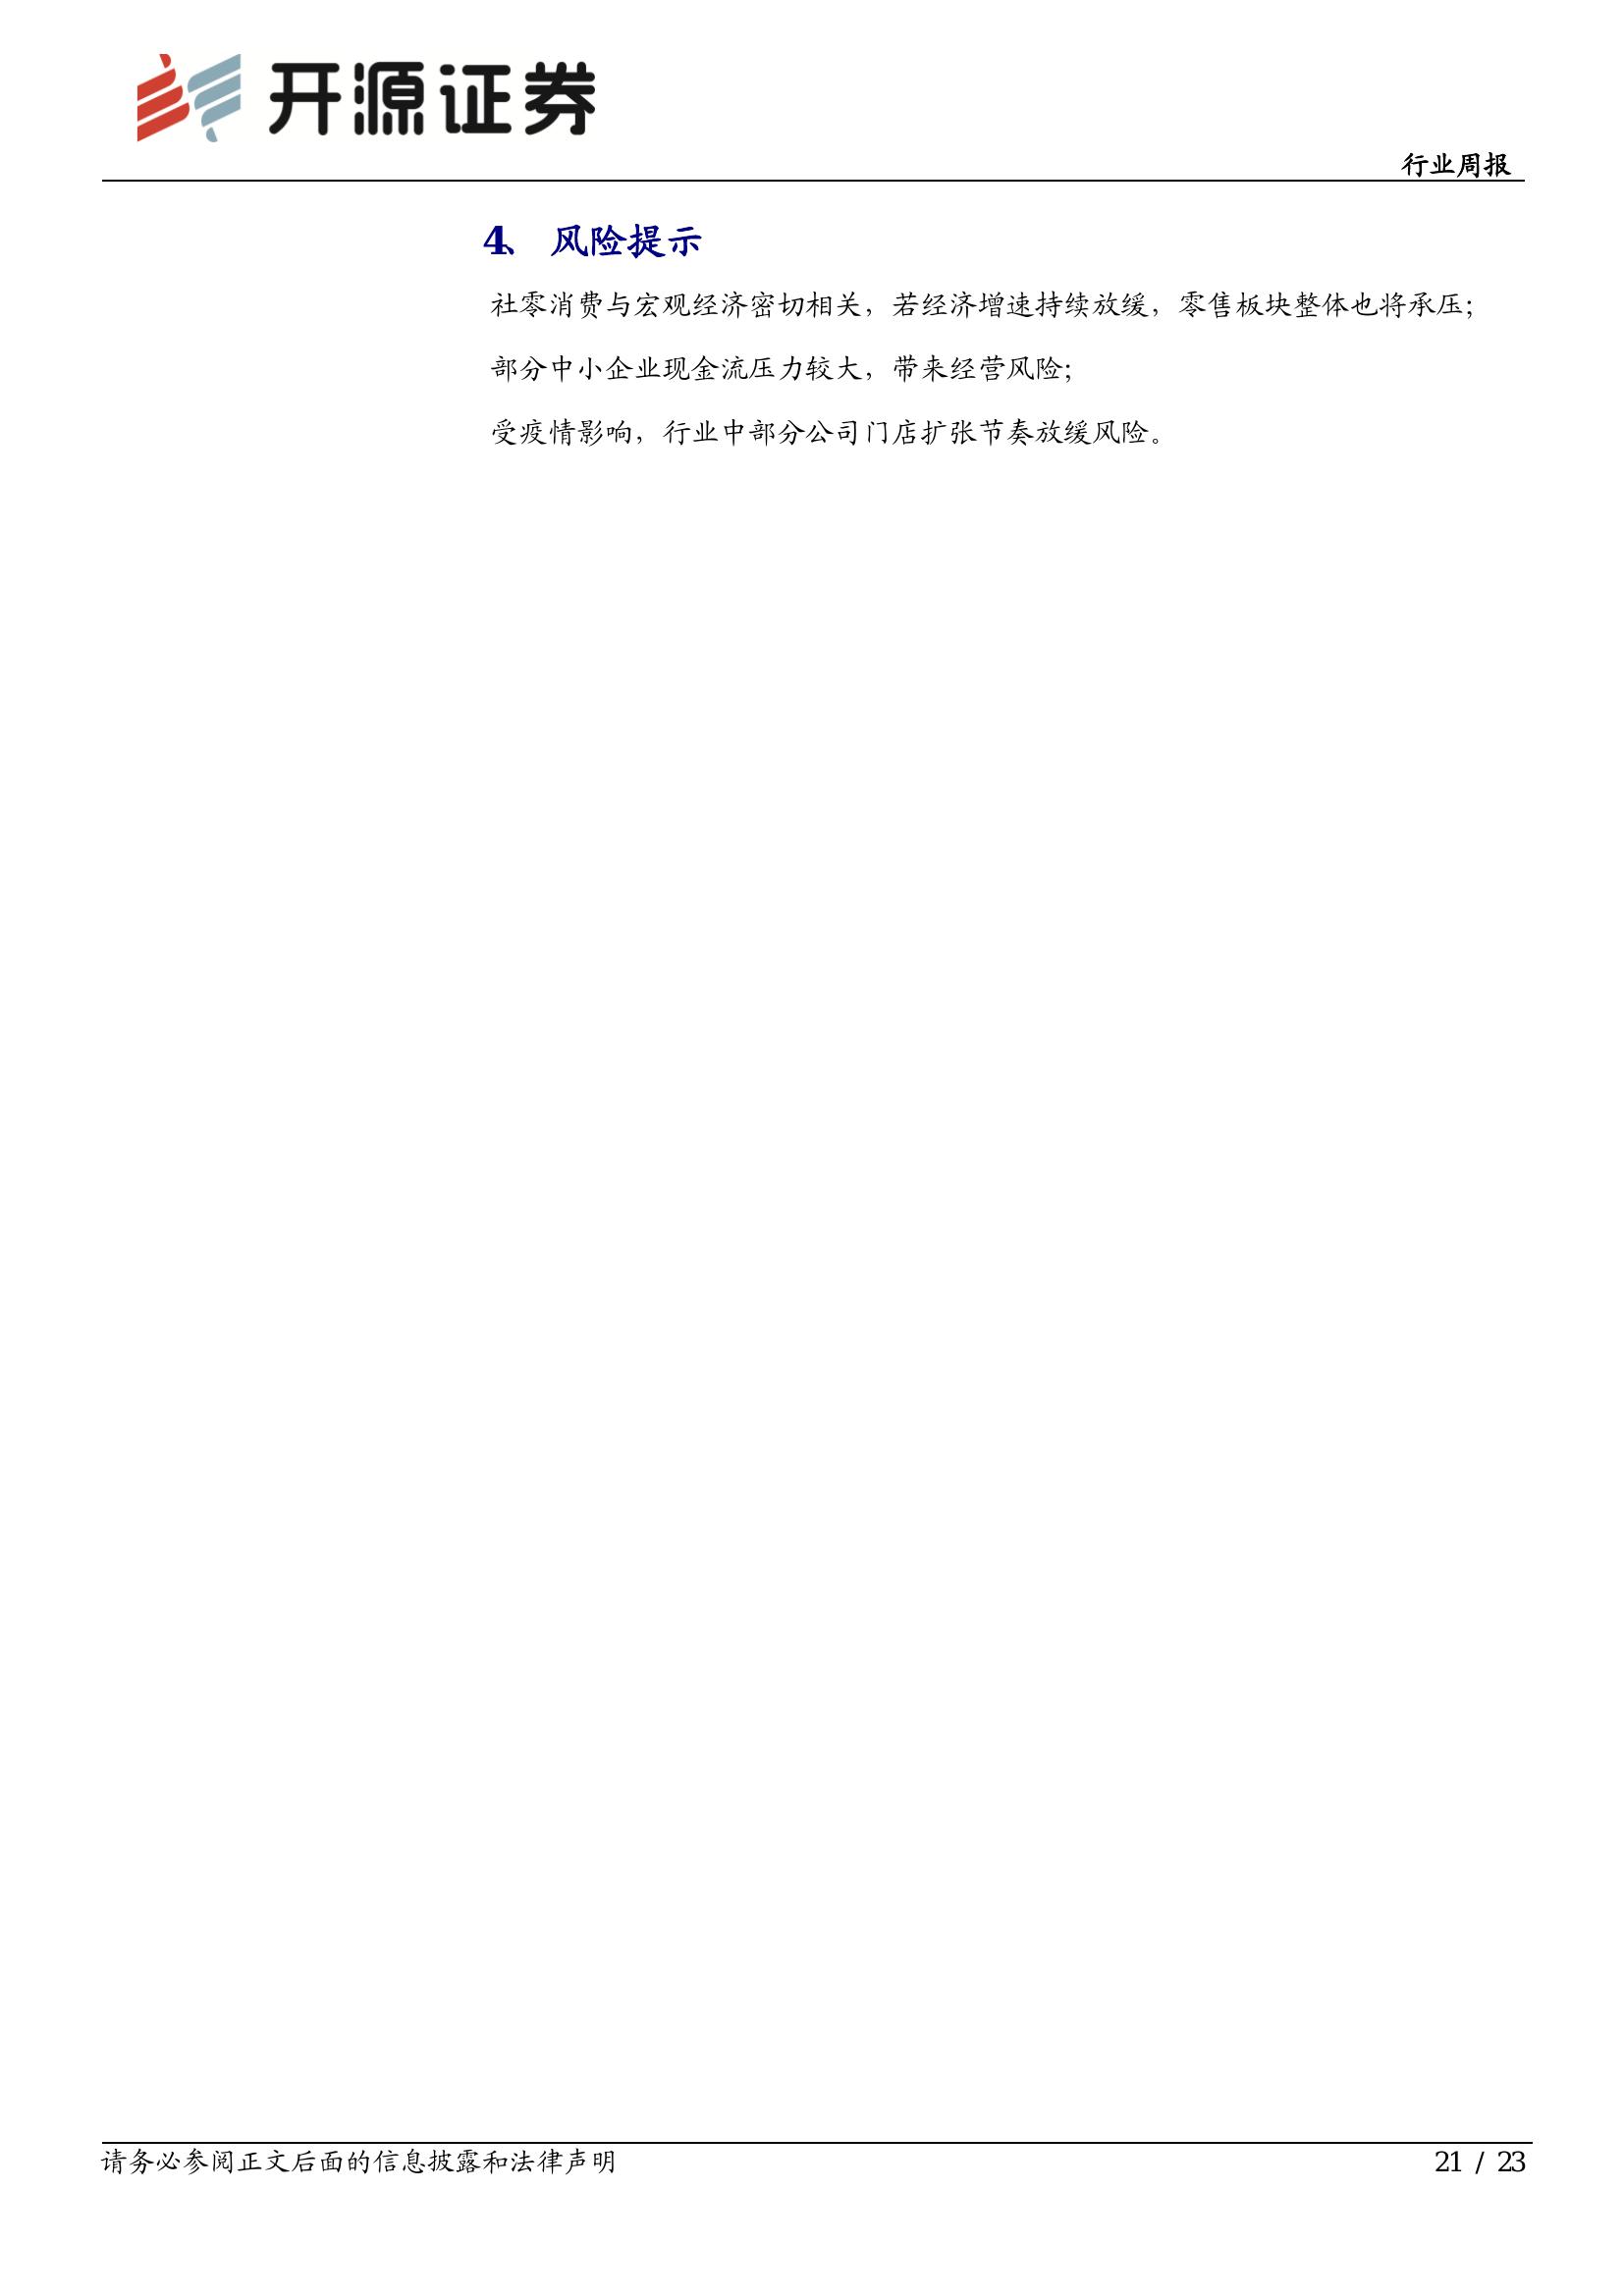 开源证券
行业周报
4、 风险提示
社零消费与宏观经济密切相关，若经济增速持续放缓，零售板块整体也将承压；
部分中小企业现金流压力较大，带来经营风险；
受疫情影响，行业中部分公司门店扩张节奏放缓风险。
请务必参阅正文后面的信息披露和法律声明
21 / 23